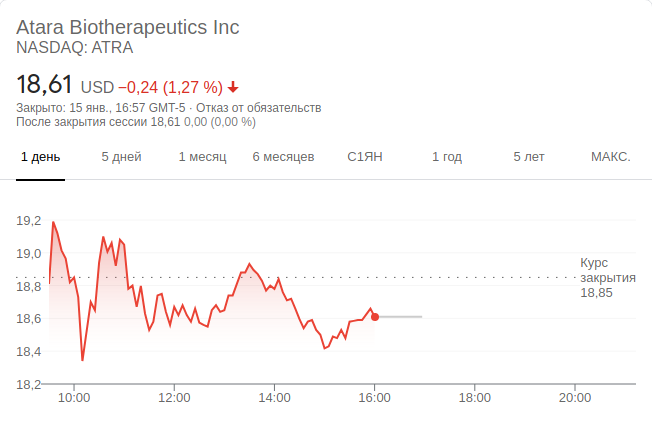 Atara Biotherapeutics Inc
NASDAQ: ATRA
18,61 USD −0,24 (1,27 %)
Закрыто: 15 янв., 16:57 GMT-5 · Отказ от обязательств
После закрытия сессии 18,61 0,00 (0,00 %)
1 день 5 дней 1 месяц 6 месяцев С1ЯН 1 год 5 лет МАКС.
19,2
19,0
Курс
закрытия
18,85
18,8
18,6
18,4
18,2
10:00 12:00 14:00 16:00 18:00 20:00